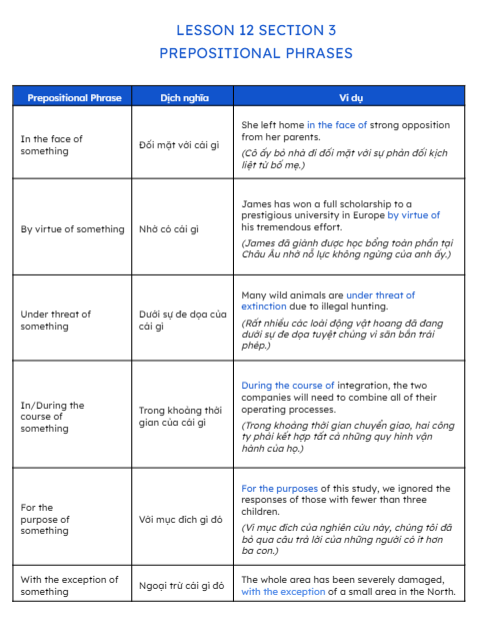 LESSON 12 SECTION 3
PREPOSITIONAL PHRASES
Prepositional Phrase
Dịch nghĩa
Ví dụ
In the face of
something
Đối mặt với cái gì
She left home in the face of strong opposition
from her parents.
(Cô ấy bỏ nhà đi đối mặt với sự phản đối kịch
liệt từ bố mẹ.)
By virtue of something
Nhờ có cái gì
James has won a full scholarship to a
prestigious university in Europe by virtue of
his tremendous effort.
(James đã giành được học bổng toàn phần tại
Châu Âu nhờ nỗ lực không ngừng của anh ấy.)
Under threat of
something
Dưới sự đe dọa của
cái gì
Many wild animals are under threat of
extinction due to illegal hunting.
(Rất nhiều các loài động vật hoang đã đang
dưới sự đe dọa tuyệt chủng vì săn bắn trái
phép.)
In/During the
course of
something
Trong khoảng thời
gian của cái gì
During the course of integration, the two
companies will need to combine all of their
operating processes.
(Trong khoảng thời gian chuyển giao, hai công
ty phải kết hợp tất cả những quy hình vận
hành của họ.)
For the
purpose of
something
Với mục đích gì đó
For the purposes of this study, we ignored the
responses of those with fewer than three
children.
(Vì mục đích của nghiên cứu này, chúng tôi đã
bỏ qua câu trả lời của những người có ít hơn
ba con.)
With the exception of
something
Ngoại trừ cái gì đó
The whole area has been severely damaged,
with the exception of a small area in the North.